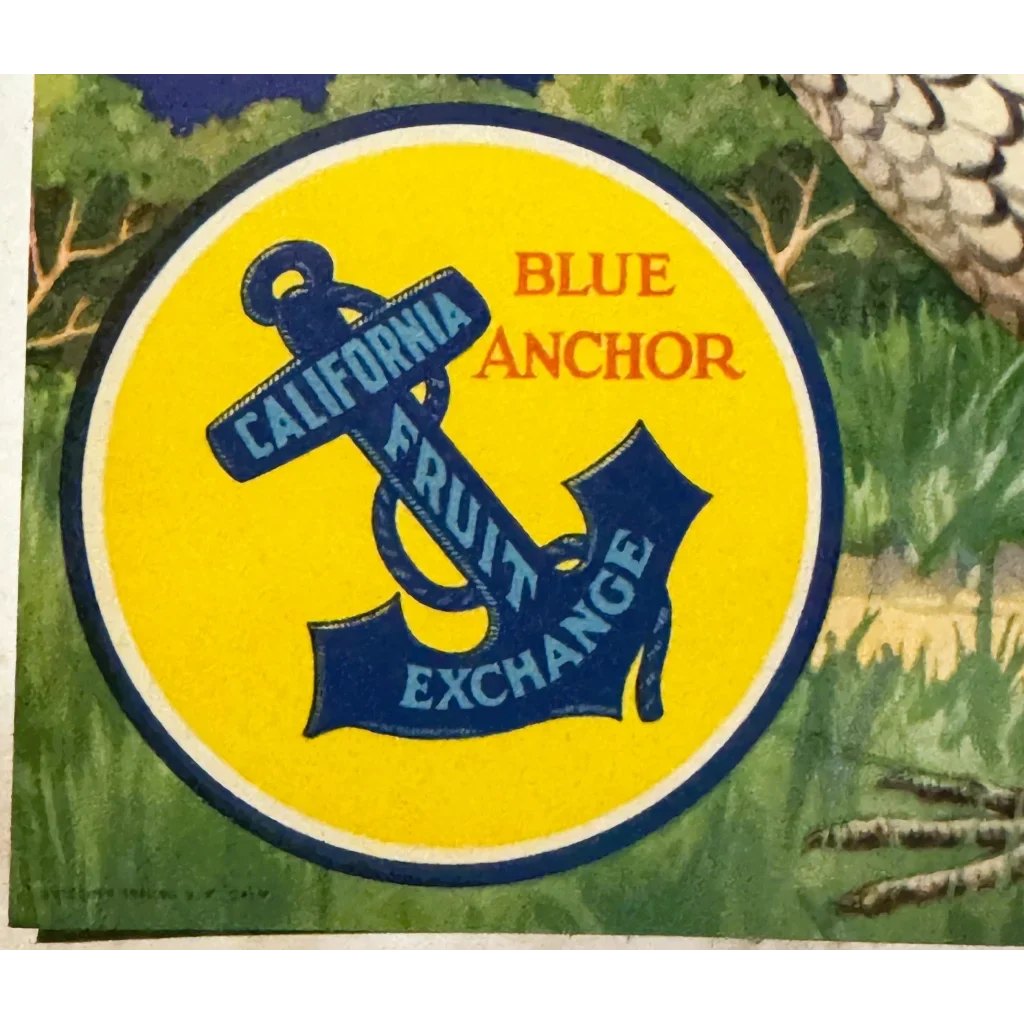 BLUE
ANCHOR
CALIFORNIA
FRUIT
EXCHANGE